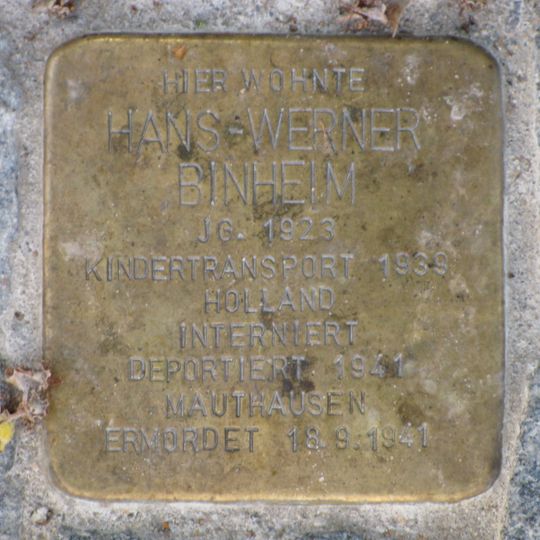 HIER WOHNTE
HANS-WERNER
BINHEIM
JG. 1923
KINDERTRANSPORT 1939
HOLLAND
INTERNIERT
DEPORTIERT 1941
MAUTHAUSEN
ERMORDET 18.9.1941